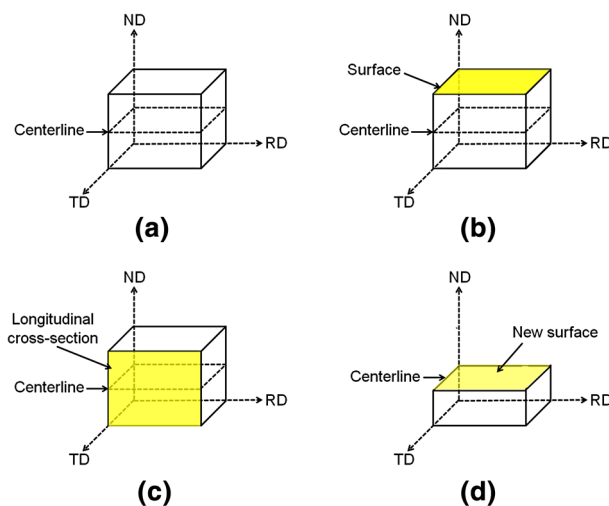 ND
Centerline
RD
TD
(a)
ND
Surface
Centerline
RD
TD
(b)
ND
Longitudinal
cross-section
Centerline
RD
TD
(c)
ND
New surface
Centerline
RD
TD
(d)